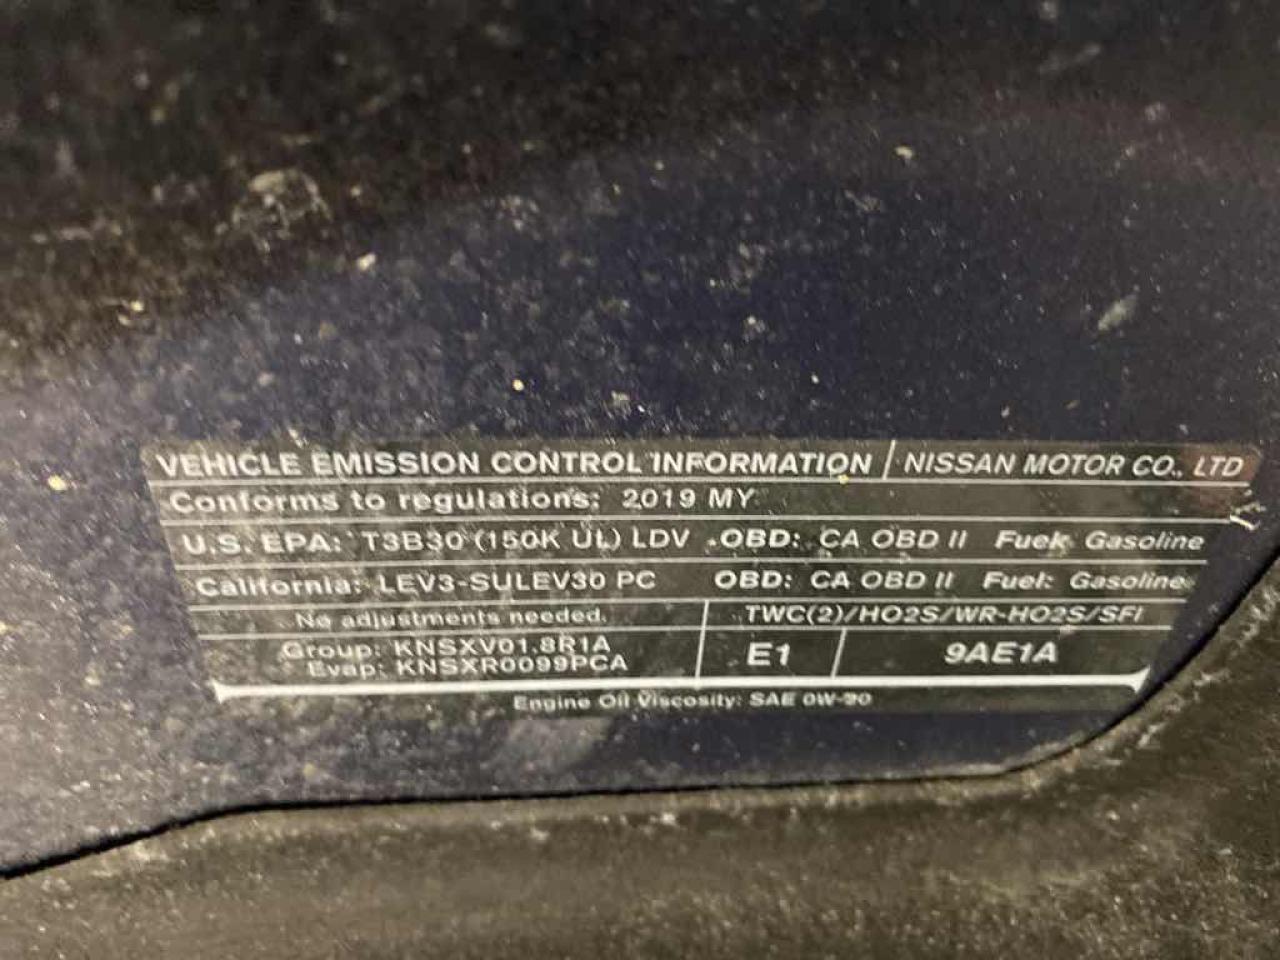 VEHICLE EMISSION CONTROL INFORMATION NISSAN MOTOR CO., LTD
Conforms to regulations: 2019 MY
U.S. EPA: T3B30 (150K UL) LDV OBD: CA OBD II Fuel: Gasoline
California: LEV3-SULEV30 PC OBD: CA OBD II Fuel: Gasoline
No adjustments needed. TWC(2)/HO2S/WR-HO2S/SFI
Group: KNSXV01.8R1A
Evap: KNSXR0099PCA
E1 9AE1A
Engine Oil Viscosity: SAE 0W-20